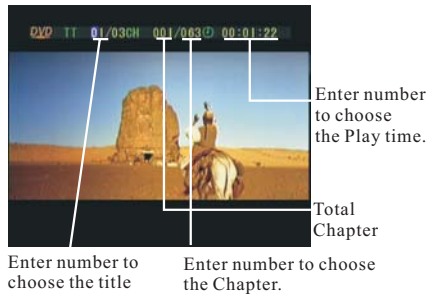 DVD TT 01/03CH 001/063 00:01:22
Enter number
to choose
the Play time.
Total
Chapter
Enter number to
choose the title
Enter number to choose
the Chapter.